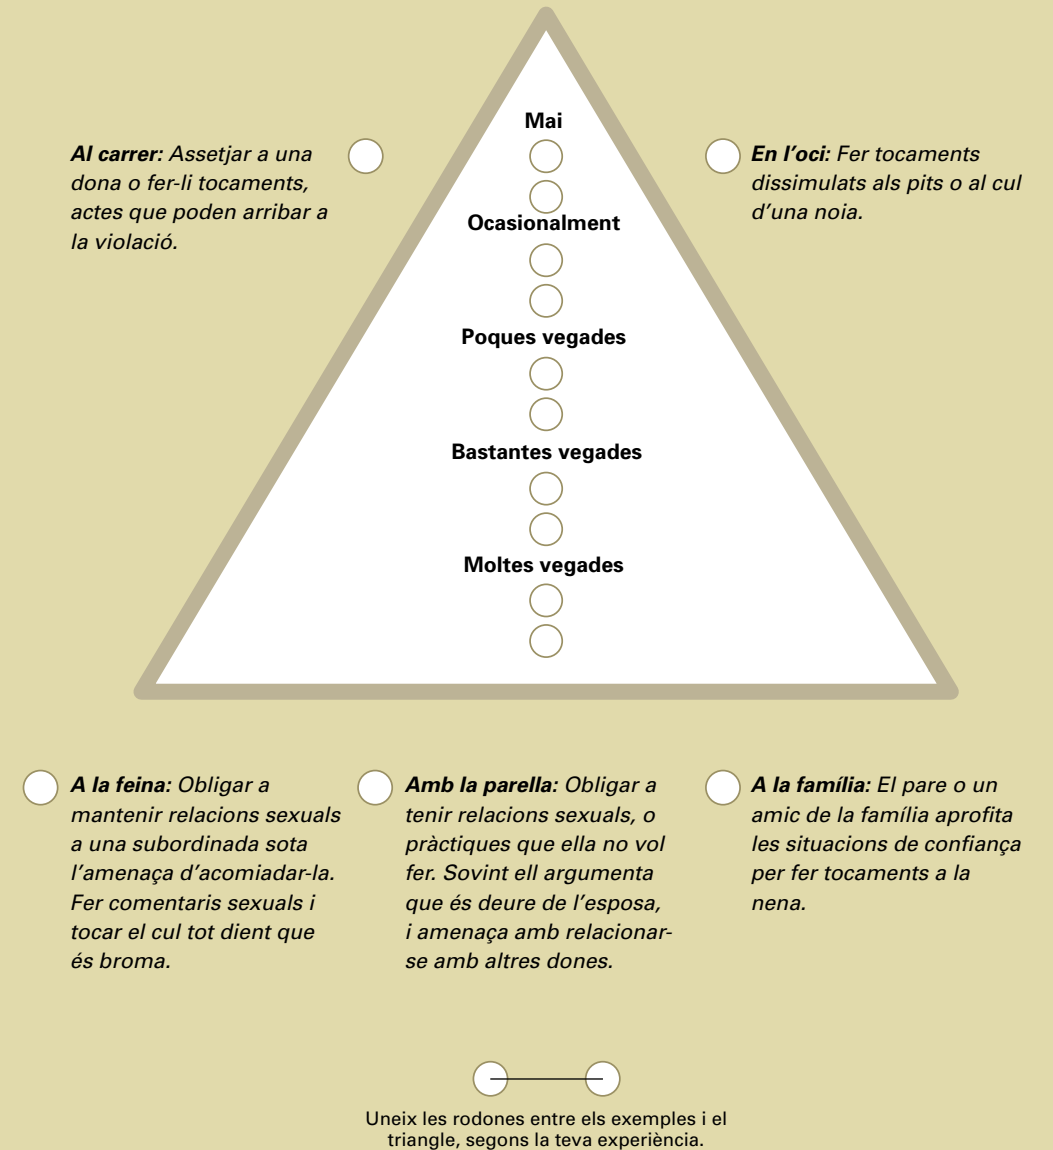 Mai
Ocasionalment
Poques vegades
Bastantes vegades
Moltes vegades
Al carrer: Assetjar a una
dona o fer-li tocaments,
actes que poden arribar a
la violació.
En l’oci: Fer tocaments
dissimulats als pits o al cul
d’una noia.
A la feina: Obligar a
mantenir relacions sexuals
a una subordinada sota
l’amenaça d’acomiadar-la.
Fer comentaris sexuals i
tocar el cul tot dient que
és broma.
Amb la parella: Obligar a
tenir relacions sexuals, o
pràctiques que ella no vol
fer. Sovint ell argumenta
que és deure de l’esposa,
i amenaça amb relacionar-
se amb altres dones.
A la família: El pare o un
amic de la família aprofita
les situacions de confiança
per fer tocaments a la
nena.
Uneix les rodones entre els exemples i el
triangle, segons la teva experiència.